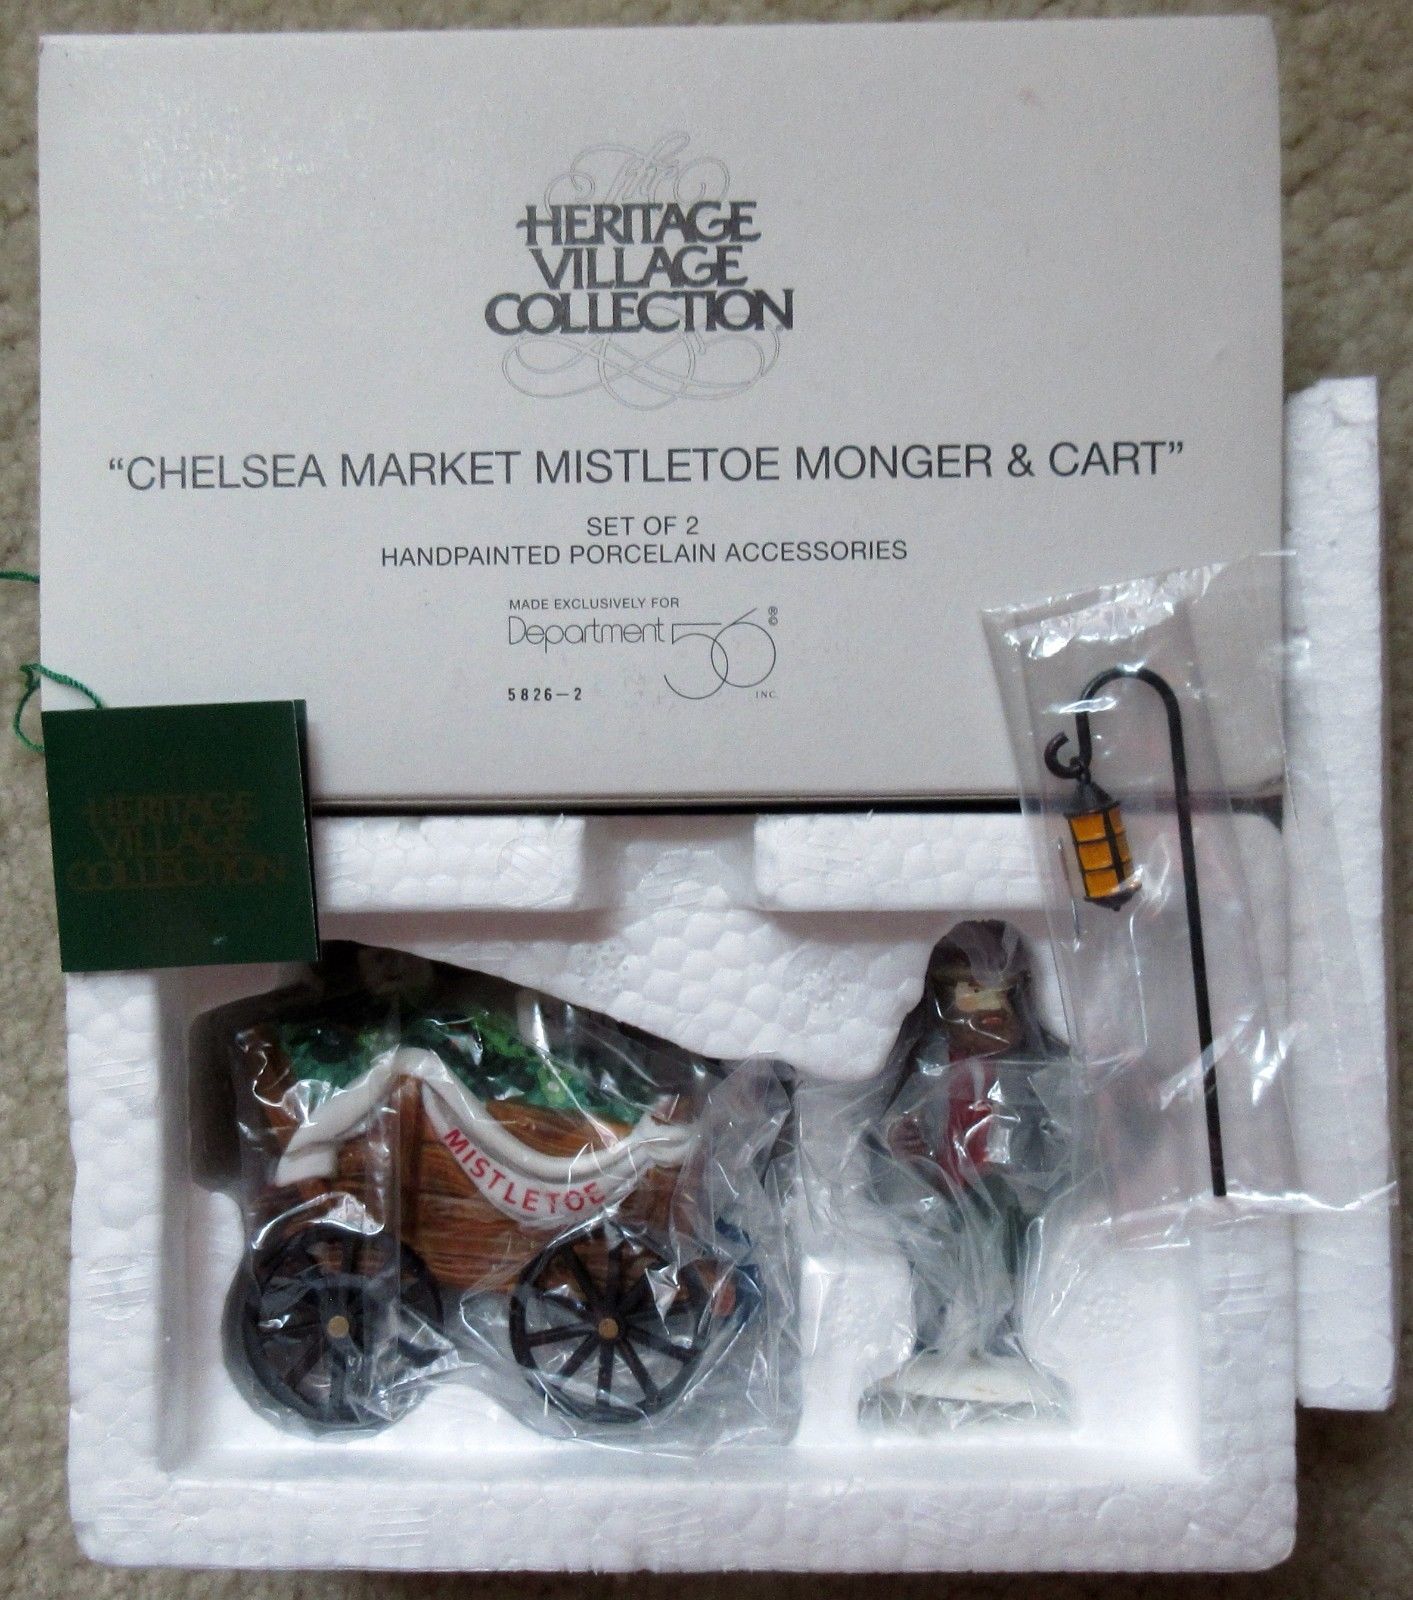 The
HERITAGE
VILLAGE
COLLECTION
“CHELSEA MARKET MISTLETOE MONGER & CART”
SET OF 2
HANDPAINTED PORCELAIN ACCESSORIES
MADE EXCLUSIVELY FOR
Department 56 ®©
5826–2 INC.
HERITAGE
VILLAGE
COLLECTION
MISTLETOE